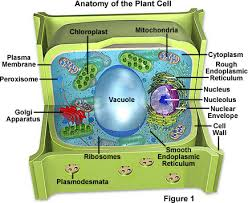 Anatomy of the Plant Cell
Chloroplast
Mitochondria
Plasma
Membrane
Peroxisome
Golgi
Apparatus
Ribosomes
Plasmodesmata
Vacuole
Cytoplasm
Rough
Endoplasmic
Reticulum
Nucleus
Nucleolus
Nuclear
Envelope
Cell
Wall
Smooth
Endoplasmic
Reticulum
Figure 1